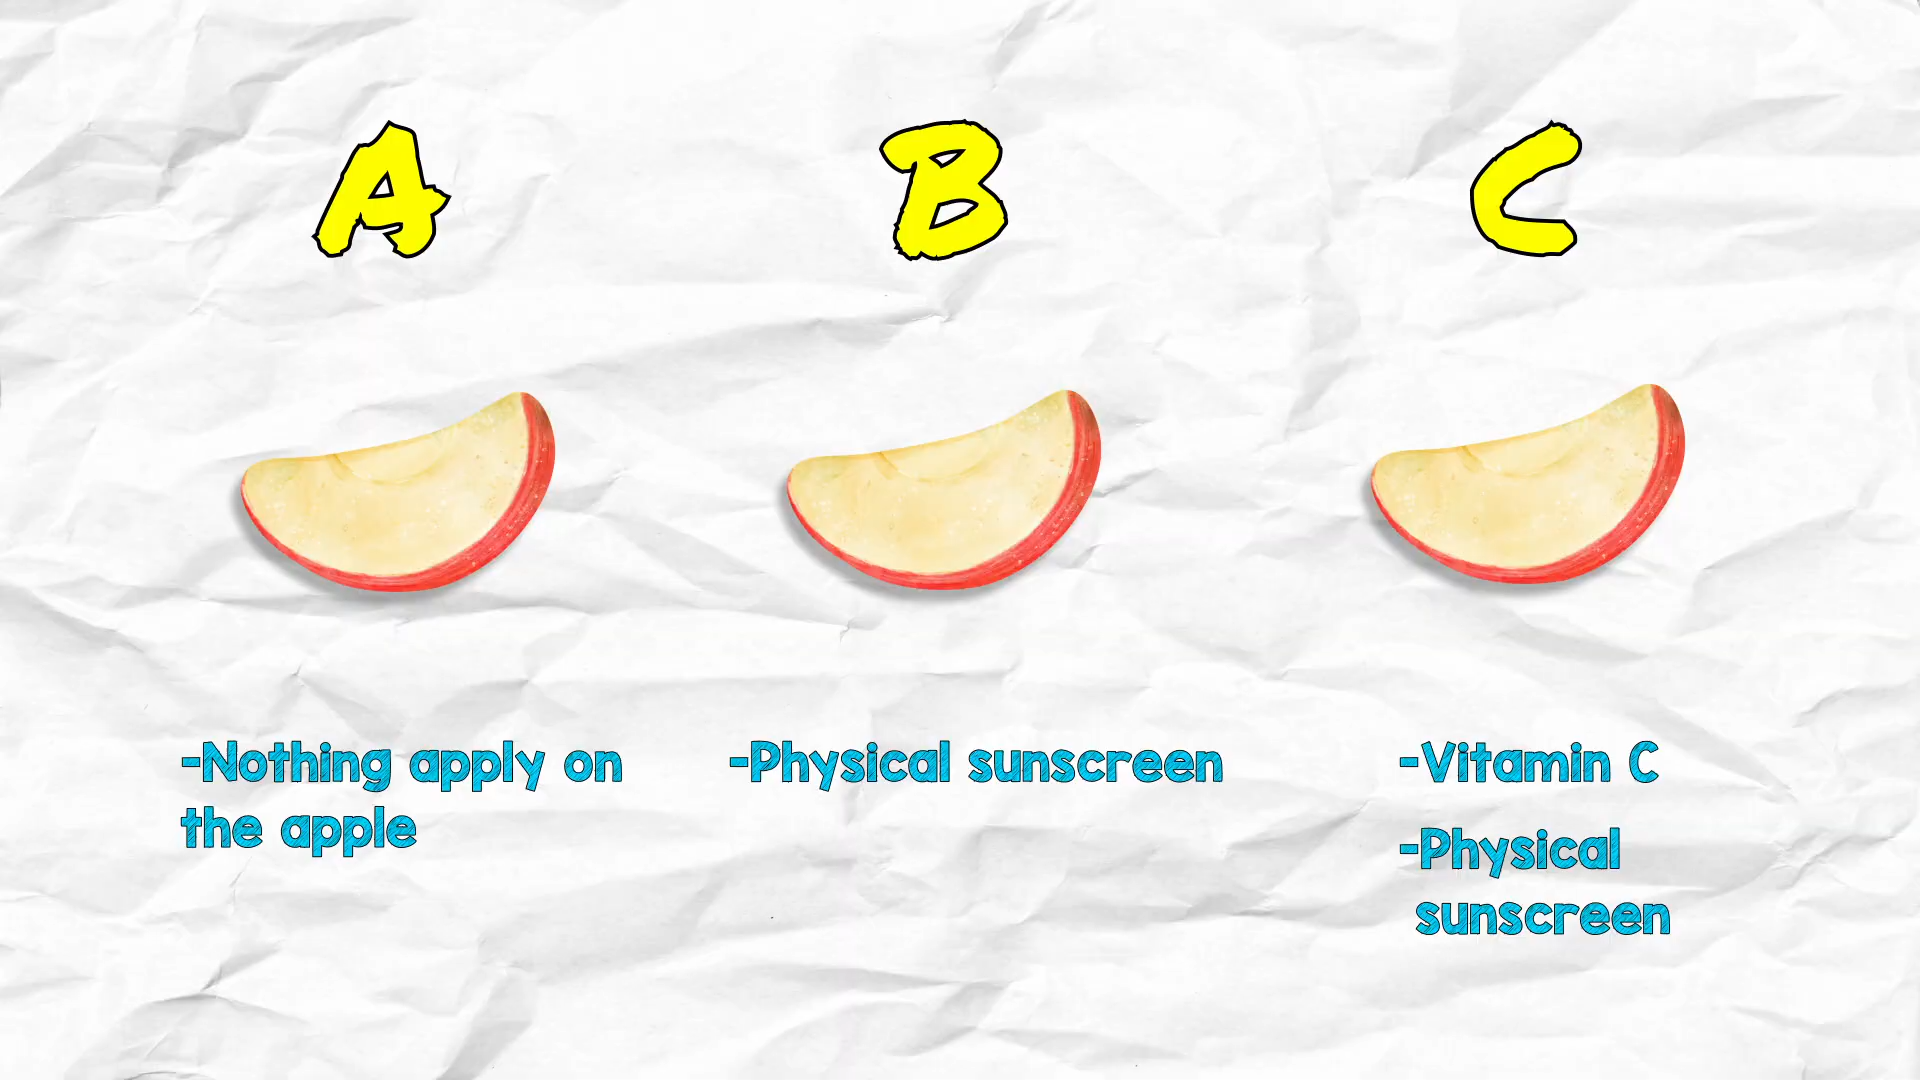 A
B
C
-Nothing apply on
the apple
-Physical sunscreen
-Vitamin C
-Physical
sunscreen